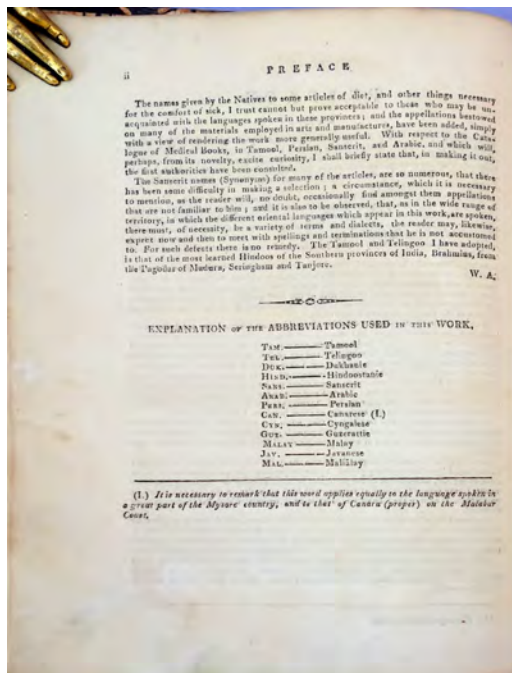 ii
PREFACE
The names given by the Natives to some articles of diet, and other things necessary
for the comfort of sick, I trust cannot but prove acceptable to those who may be un-
acquainted with the languages spoken in these provinces; and the appellations bestowed
on many of the materials employed in arts and manufactures, have been added, simply
with a view of rendering the work more generally useful. With respect to the Cata-
logue of Medical Books, in Tamool, Persian, Sanscrit, and Arabic, and which will,
perhaps, from its novelty, excite curiosity, I shall briefly state that, in making it out,
the first authorities have been consulted.
The Sanscrit names (Synonyms) for many of the articles, are so numerous, that there
has been some difficulty in making a selection; a circumstance, which it is necessary
to mention, as the reader will, no doubt, occasionally find amongst them appellations
that are not familiar to him; and it is also to be observed, that, as in the wide range of
territory, in which the different oriental languages which appear in this work, are spoken,
there must, of necessity, be a variety of terms and dialects, the reader may, likewise,
expect now and then to meet with spellings and terminations that he is not accustomed
to. For such defects there is no remedy. The Tamool and Telingoo I have adopted,
is that of the most learned Hindoos of the Southern provinces of India, Brahmins, from
the Pagodas of Madura, Seringham and Tanjore.
W. A.
EXPLANATION OF THE ABBREVIATIONS USED IN THIS WORK.
TAM.———Tamool
TEL.———Telingoo
DUK.———Dukhanie
HIND.———Hindoostanie
SANS.———Sanscrit
ARAB.———Arabic
PERS.———Persian
CAN.———Canarese (I.)
CYN.———Cyngalese
GUZ.———Guzerattie
MALAY———Malay
JAV.———Javanese
MAL.———Maliālay
(I.) It is necessary to remark that this word applies equally to the language spoken in
a great part of the Mysore country, and to that of Canara (proper) on the Malabar
Coast.